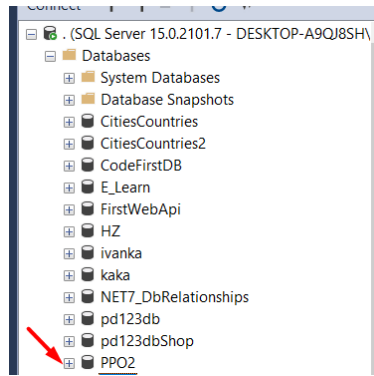 Connect
. (SQL Server 15.0.2101.7 - DESKTOP-A9QJ8SH\
Databases
System Databases
Database Snapshots
CitiesCountries
CitiesCountries2
CodeFirstDB
E_Learn
FirstWebApi
HZ
ivanka
kaka
NET7_DbRelationships
pd123db
pd123dbShop
PPO2